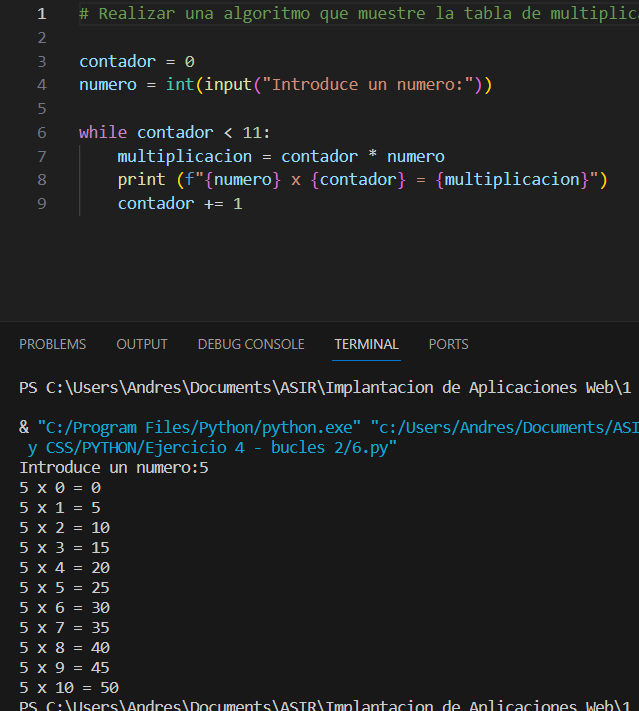 1 # Realizar una algoritmo que muestre la tabla de
2
3 contador = 0
4 numero = int(input("Introduce un numero:"))
5
6 while contador < 11:
7 multiplicacion = contador * numero
8 print (f"{numero} x {contador} = {multiplicacion}")
9 contador += 1
PROBLEMS OUTPUT DEBUG CONSOLE TERMINAL PORTS
PS C:\Users\Andres\Documents\ASIR\Implantacion de Aplicaciones Web\1
& "C:/Program Files/Python/python.exe" "c:/Users/Andres/Documents/ASI
y CSS/PYTHON/Ejercicio 4 - bucles 2/6.py"
Introduce un numero:5
5 x 0 = 0
5 x 1 = 5
5 x 2 = 10
5 x 3 = 15
5 x 4 = 20
5 x 5 = 25
5 x 6 = 30
5 x 7 = 35
5 x 8 = 40
5 x 9 = 45
5 x 10 = 50
PS C:\Users\Andres\Documents\ASIR\Implantacion de Aplicaciones Web\1